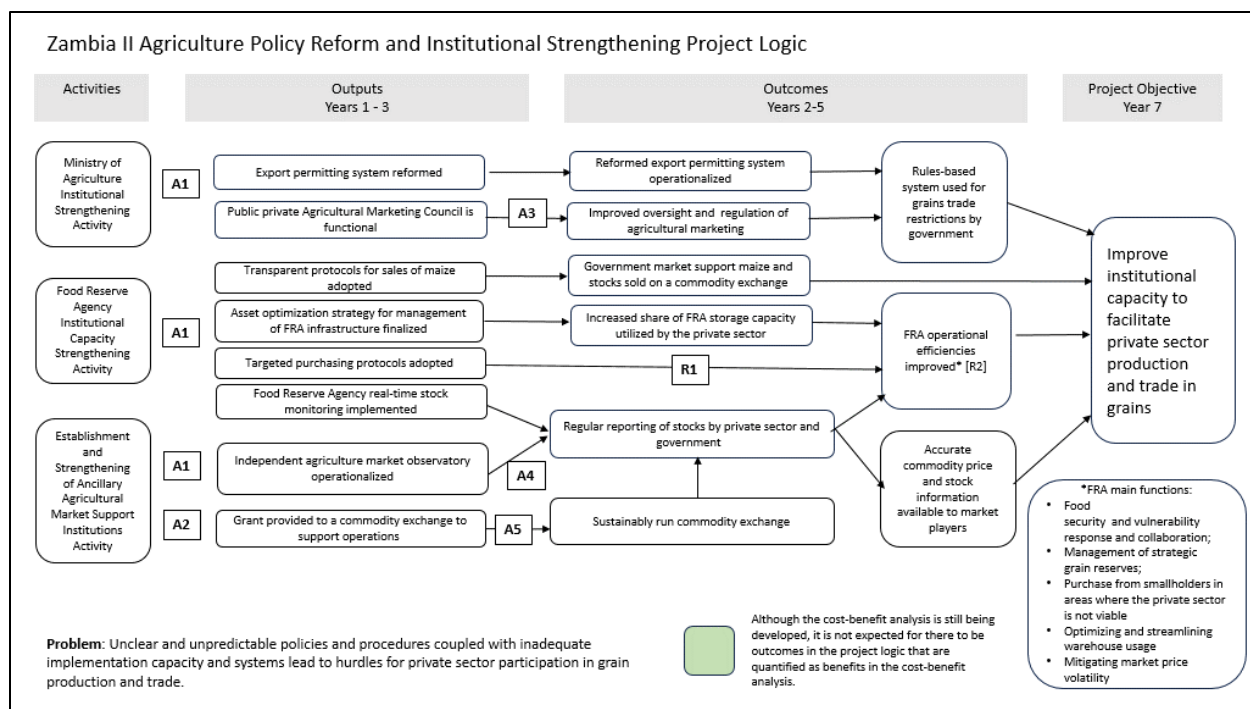 Zambia II Agriculture Policy Reform and Institutional Strengthening Project Logic
Activities
Outputs
Years 1 - 3
Outcomes
Years 2-5
Project Objective
Year 7
Ministry of
Agriculture
Institutional
Strengthening
Activity
A1
Export permitting system reformed
Reformed export permitting system
operationalized
Public private Agricultural Marketing Council is
functional
A3
Improved oversight and regulation of
agricultural marketing
Rules-based
system used for
grains trade
restrictions by
government
Food Reserve
Agency
Institutional
Capacity
Strengthening
Activity
A1
Transparent protocols for sales of maize
adopted
Government market support maize and
stocks sold on a commodity exchange
Asset optimization strategy for management
of FRA infrastructure finalized
Increased share of FRA storage capacity
utilized by the private sector
Targeted purchasing protocols adopted
R1
FRA operational
efficiencies
improved* [R2]
Food Reserve Agency real-time stock
monitoring implemented
Improve
institutional
capacity to
facilitate
private sector
production
and trade in
grains
Establishment
and
Strengthening
of Ancillary
Agricultural
Market Support
Institutions
Activity
A1
Independent agriculture market observatory
operationalized
A4
Regular reporting of stocks by private sector and
government
A2
Grant provided to a commodity exchange to
support operations
A5
Sustainably run commodity exchange
Accurate
commodity price
and stock
information
available to market
players
*FRA main functions:
• Food
security and vulnerability
response and collaboration;
• Management of strategic
grain reserves;
• Purchase from smallholders in
areas where the private sector
is not viable
• Optimizing and streamlining
warehouse usage
• Mitigating market price
volatility
Problem: Unclear and unpredictable policies and procedures coupled with inadequate
implementation capacity and systems lead to hurdles for private sector participation in grain
production and trade.
Although the cost-benefit analysis is still being
developed, it is not expected for there to be
outcomes in the project logic that are
quantified as benefits in the cost-benefit
analysis.